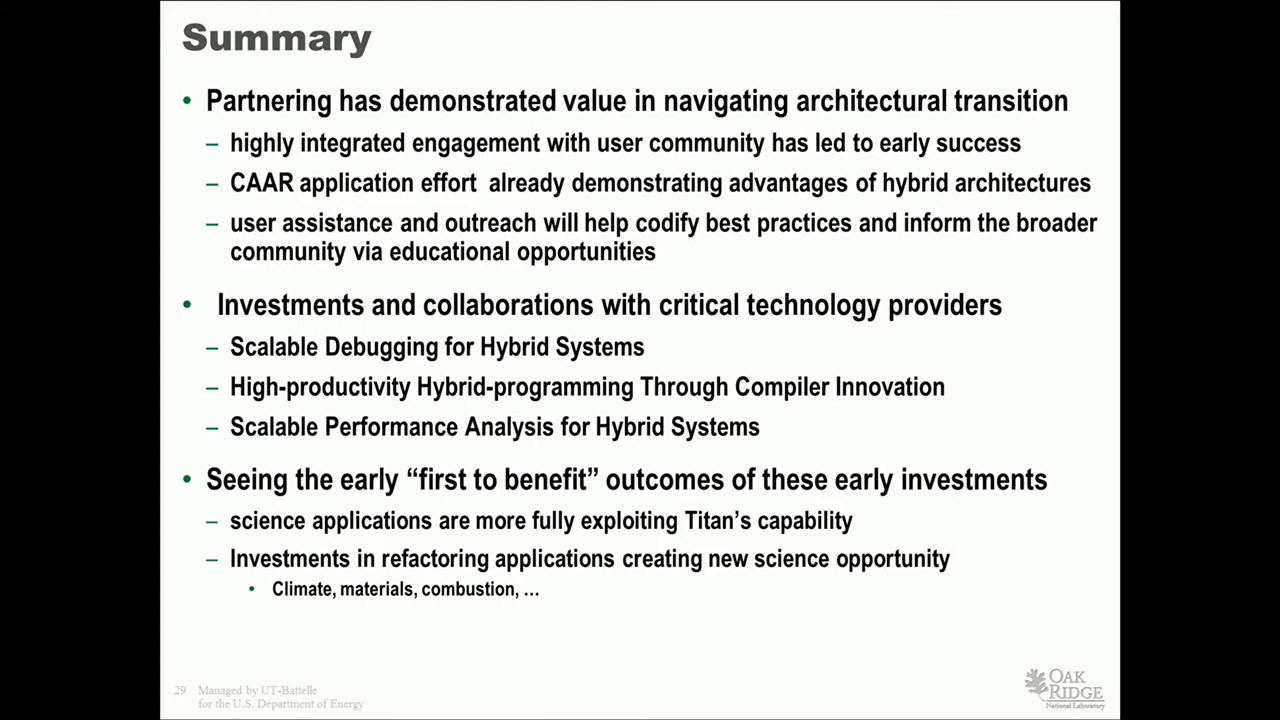 Summary
• Partnering has demonstrated value in navigating architectural transition
– highly integrated engagement with user community has led to early success
– CAAR application effort already demonstrating advantages of hybrid architectures
– user assistance and outreach will help codify best practices and inform the broader
community via educational opportunities
• Investments and collaborations with critical technology providers
– Scalable Debugging for Hybrid Systems
– High-productivity Hybrid-programming Through Compiler Innovation
– Scalable Performance Analysis for Hybrid Systems
• Seeing the early “first to benefit” outcomes of these early investments
– science applications are more fully exploiting Titan’s capability
– Investments in refactoring applications creating new science opportunity
• Climate, materials, combustion, …
29 Managed by UT-Battelle
for the U.S. Department of Energy
OAK
RIDGE
National Laboratory